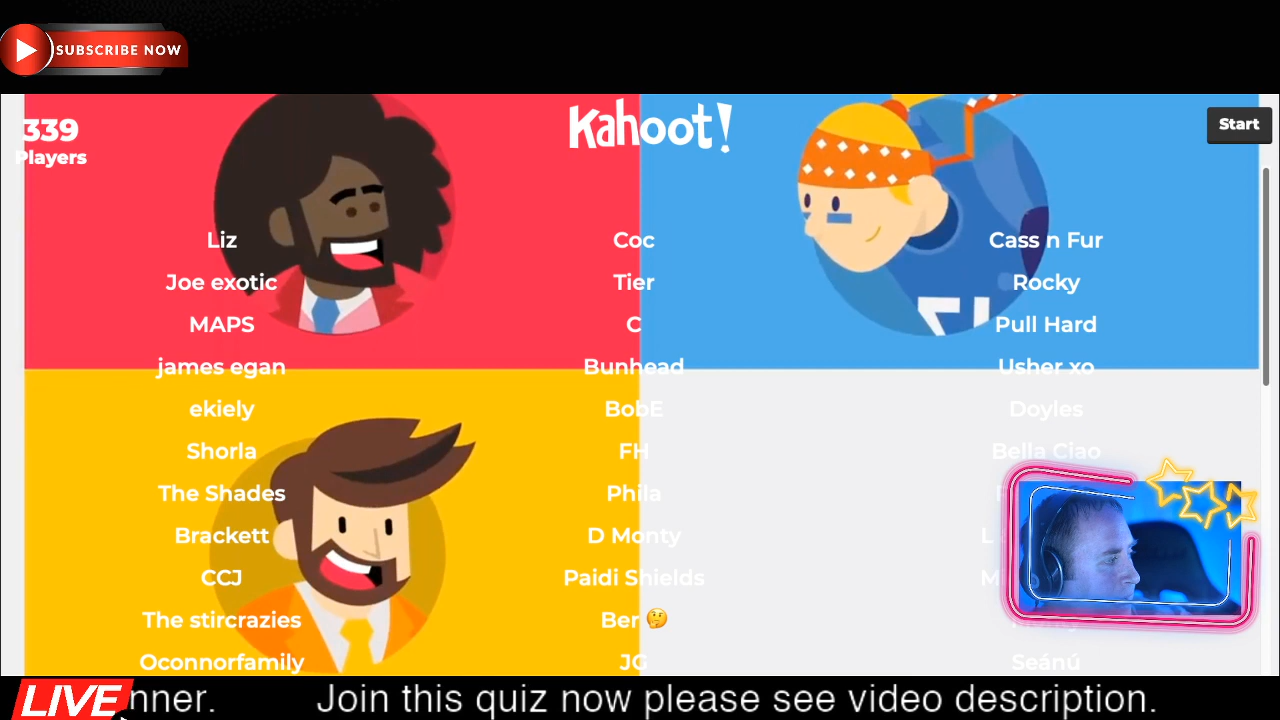 SUBSCRIBE NOW
339
Players
Kahoot!
Start
Liz Coc Cass n Fur
Joe exotic Tier Rocky
MAPS C Pull Hard
james egan Bunhead Usher xo
ekiely BobE Doyles
Shorla FH Bella Ciao
The Shades Phila
Brackett D Monty
CCJ Paidi Shields
The stircrazies Ber 🤔
Oconnorfamily JG Seánú
LIVE nner. Join this quiz now please see video description.